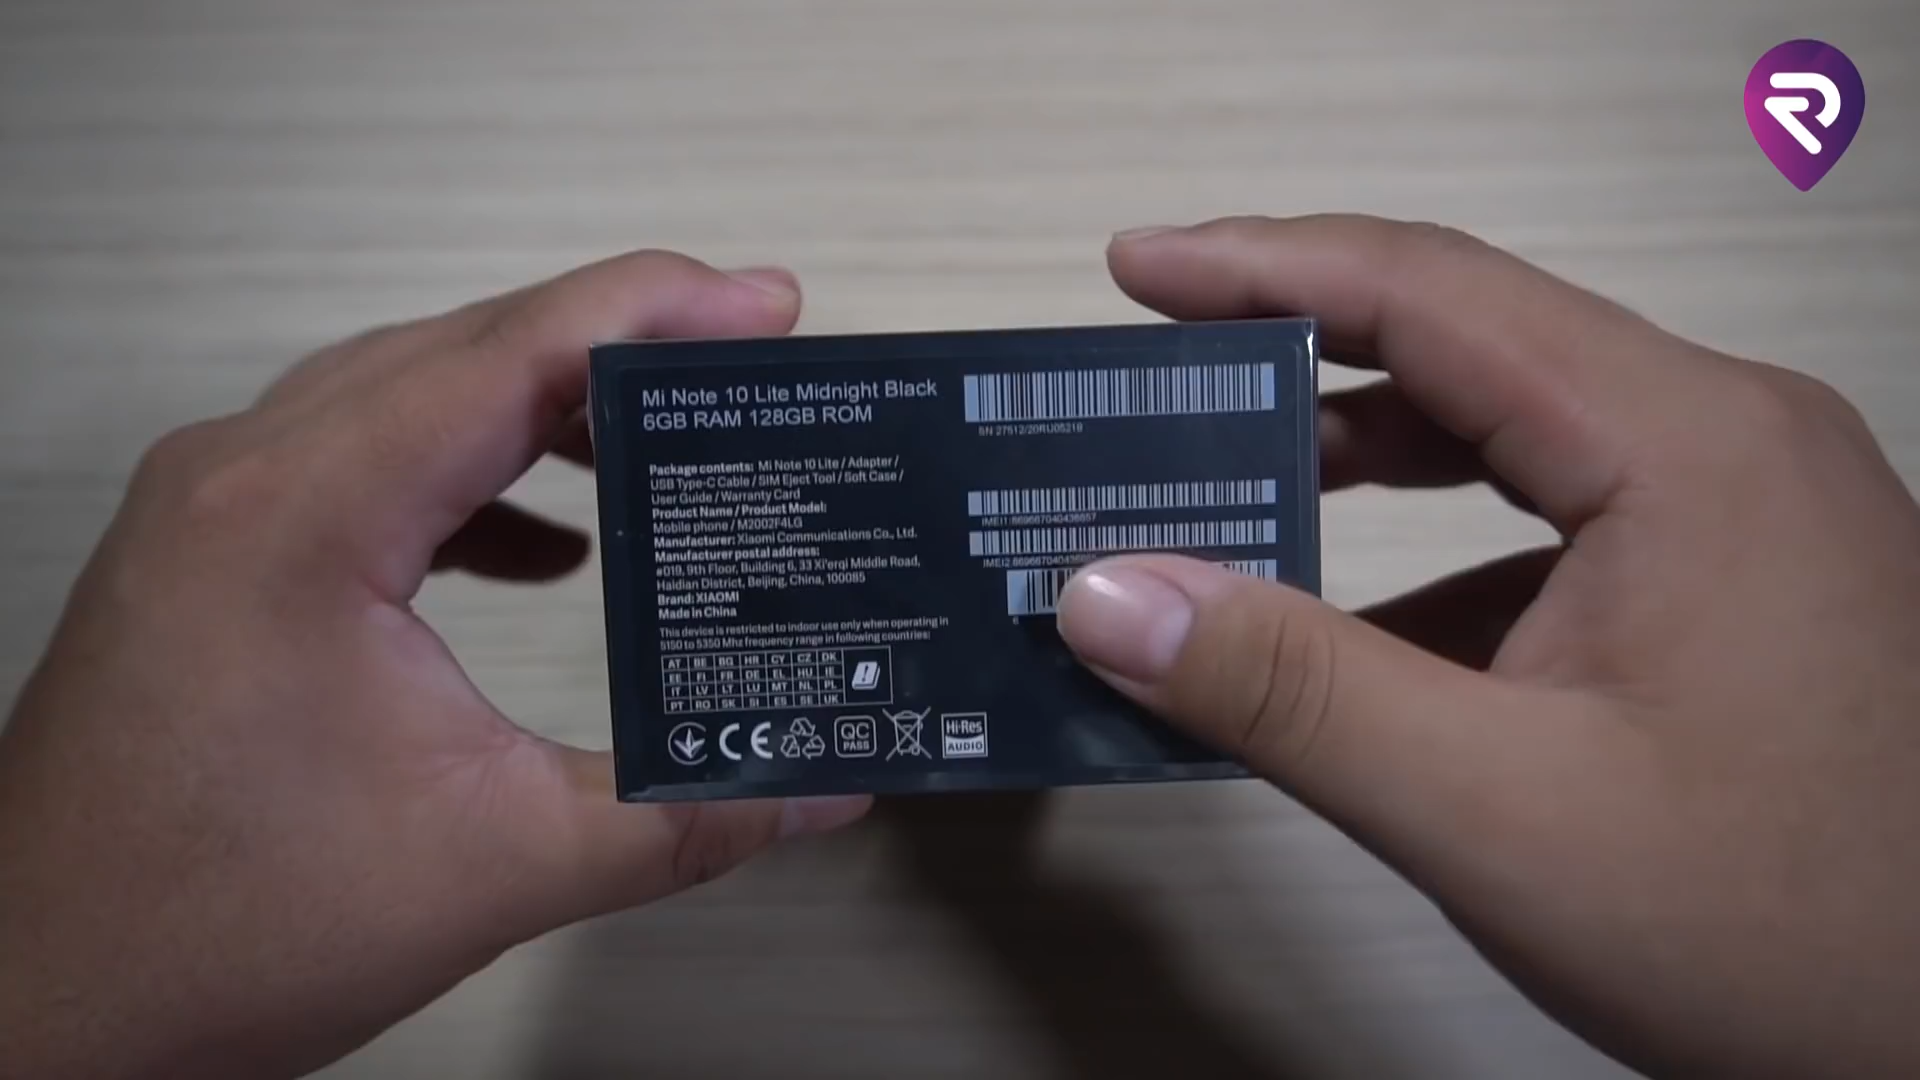 Mi Note 10 Lite Midnight Black
6GB RAM 128GB ROM
Package contents: Mi Note 10 Lite / Adapter /
USB Type-C Cable / SIM Eject Tool / Soft Case /
User Guide / Warranty Card
Product Name / Product Model:
Mobile phone / M2002F4LG
Manufacturer: Xiaomi Communications Co., Ltd.
Manufacturer postal address:
#019, 9th Floor, Building 6, 33 Xi'erqi Middle Road,
Haidian District, Beijing, China, 100085
Brand: XIAOMI
Made in China
This device is restricted to indoor use only when operating in
5150 to 5350 Mhz frequency range in following countries:
AT BE BG HR CY CZ DK
EE FI FR DE EL HU IE
IT LV LT LU MT NL PL
PT RO SK SI ES SE UK
CE
QC
PASS
Hi-Res
AUDIO
SN
IMEI1:
IMEI2
6